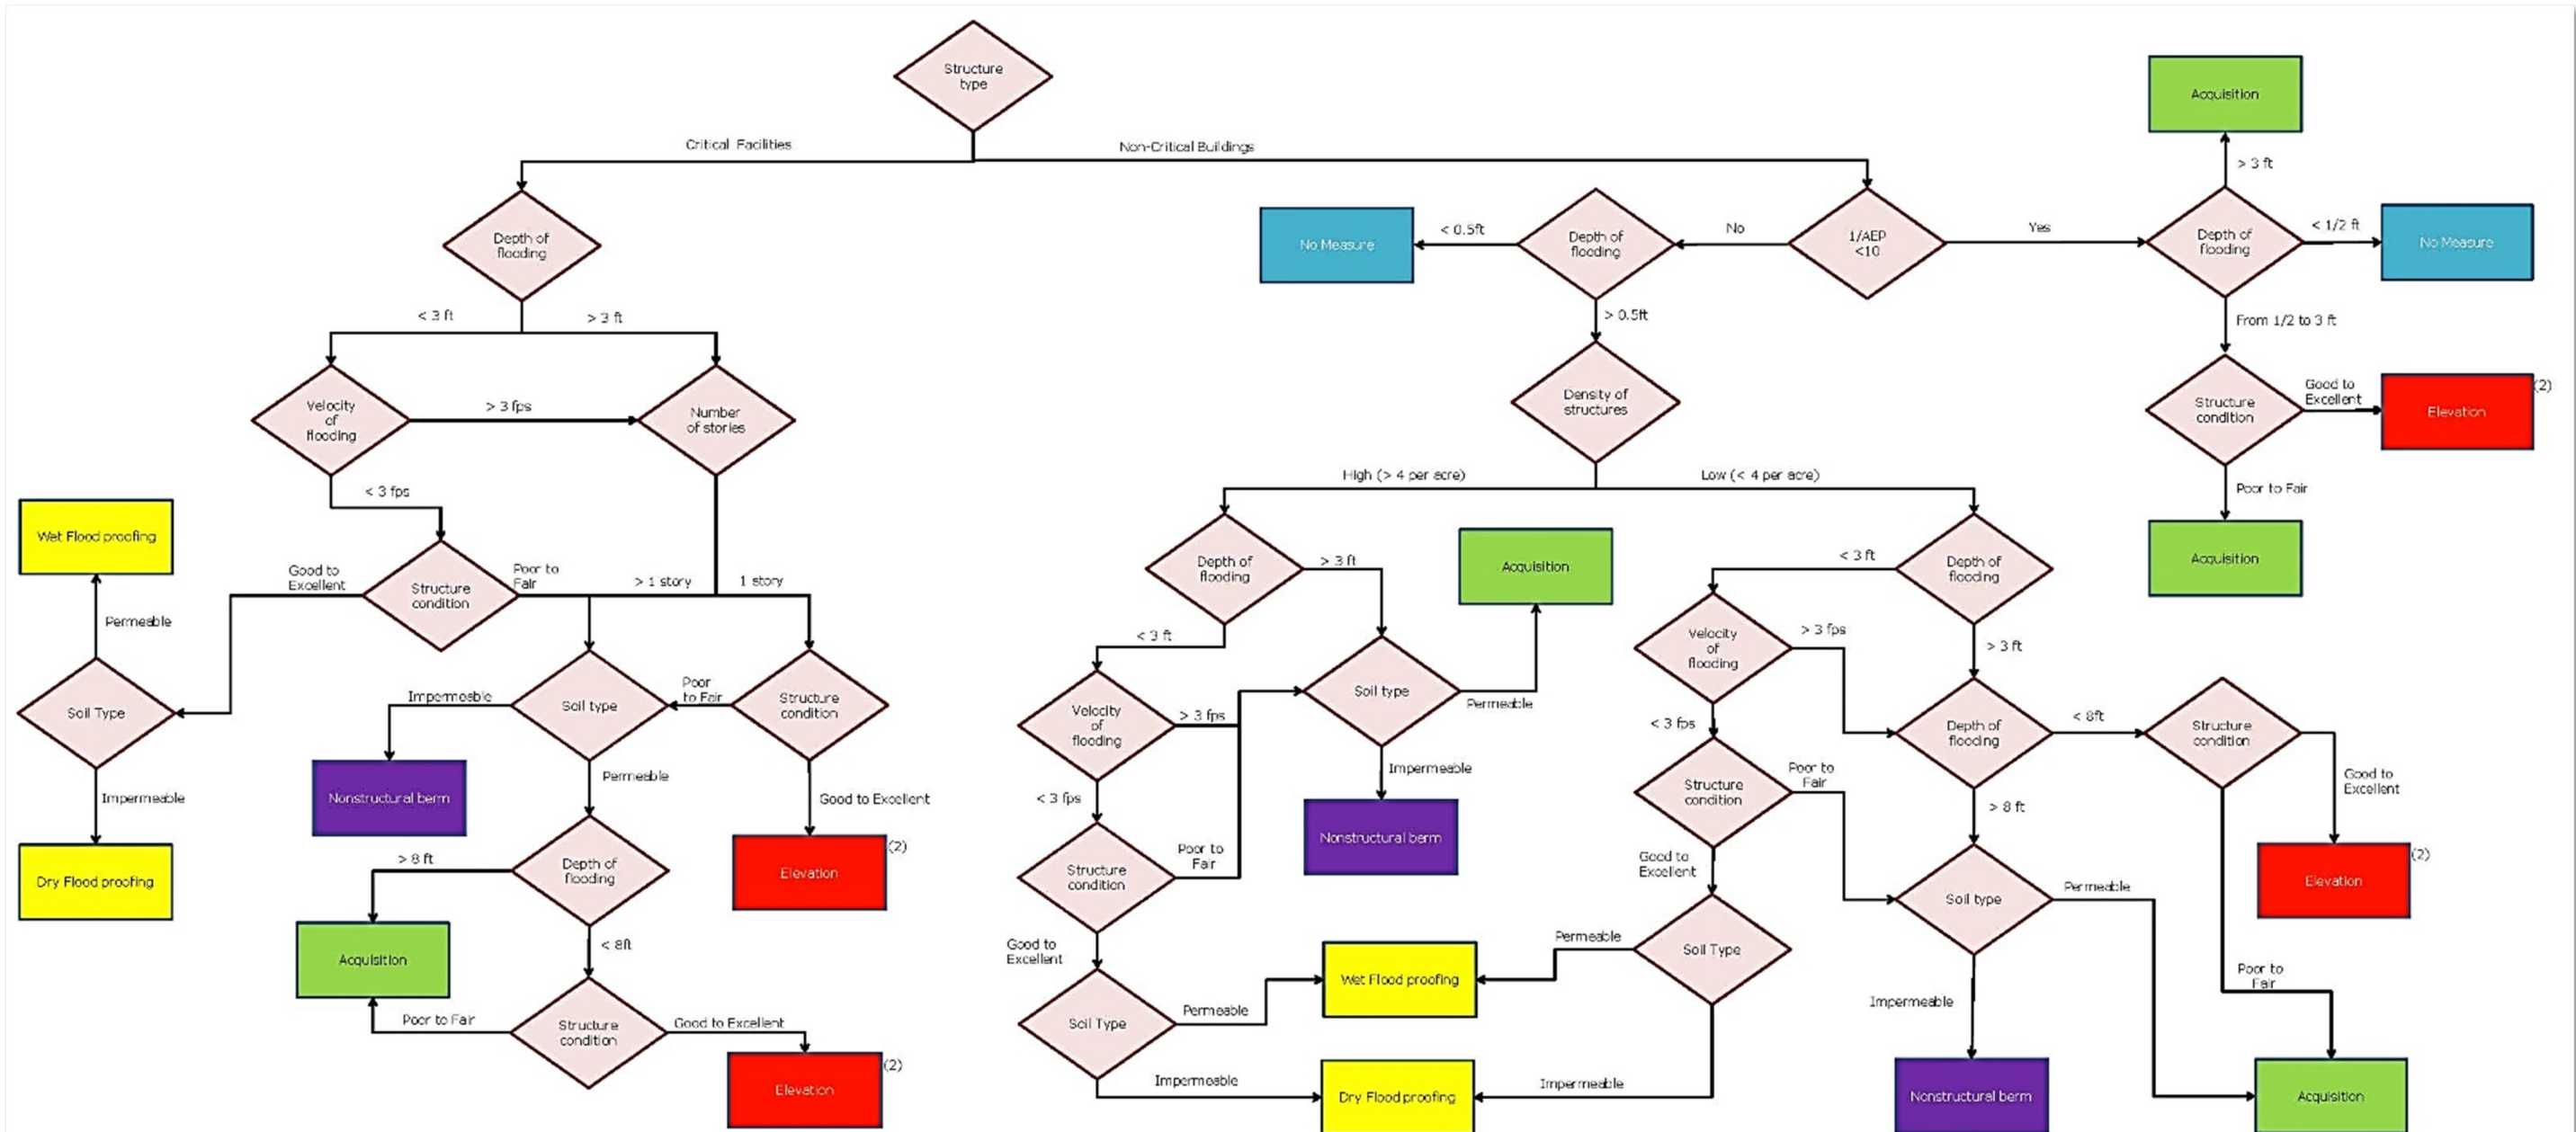 Structure
type
Critical Facilities
Non-Critical Buildings
Acquisition
> 3 ft
Depth of
flooding
No Measure
< 0.5ft
Depth of
flooding
No
1/AEP
<10
Yes
Depth of
flooding
< 1/2 ft
No Measure
< 3 ft
> 3 ft
> 0.5ft
From 1/2 to 3 ft
Velocity
of
flooding
> 3 fps
Number
of stories
Density of
structures
Structure
condition
Good to
Excellent
Elevation
(2)
< 3 fps
High (> 4 per acre)
Low (< 4 per acre)
Poor to Fair
Acquisition
Wet Flood proofing
Permeable
Good to
Excellent
Structure
condition
Poor to
Fair
> 1 story
1 story
Soil Type
Impermeable
Dry Flood proofing
Impermeable
Soil type
Poor
to Fair
Structure
condition
Nonstructural berm
Permeable
Good to Excellent
Elevation
(2)
> 8 ft
Depth of
flooding
Acquisition
< 8ft
Poor to Fair
Structure
condition
Good to Excellent
Elevation
(2)
Depth of
flooding
> 3 ft
Acquisition
< 3 ft
Velocity
of
flooding
> 3 fps
Soil type
Permeable
< 3 fps
Impermeable
Structure
condition
Poor to
Fair
Nonstructural berm
Good to
Excellent
Soil Type
Permeable
Wet Flood proofing
Impermeable
Dry Flood proofing
< 3 ft
Depth of
flooding
Velocity
of
flooding
> 3 fps
> 3 ft
< 3 fps
Depth of
flooding
< 8ft
Structure
condition
Structure
condition
Poor to
Fair
> 8 ft
Good to
Excellent
Good to
Excellent
Elevation
(2)
Soil type
Permeable
Permeable
Soil Type
Poor to
Fair
Impermeable
Impermeable
Nonstructural berm
Acquisition